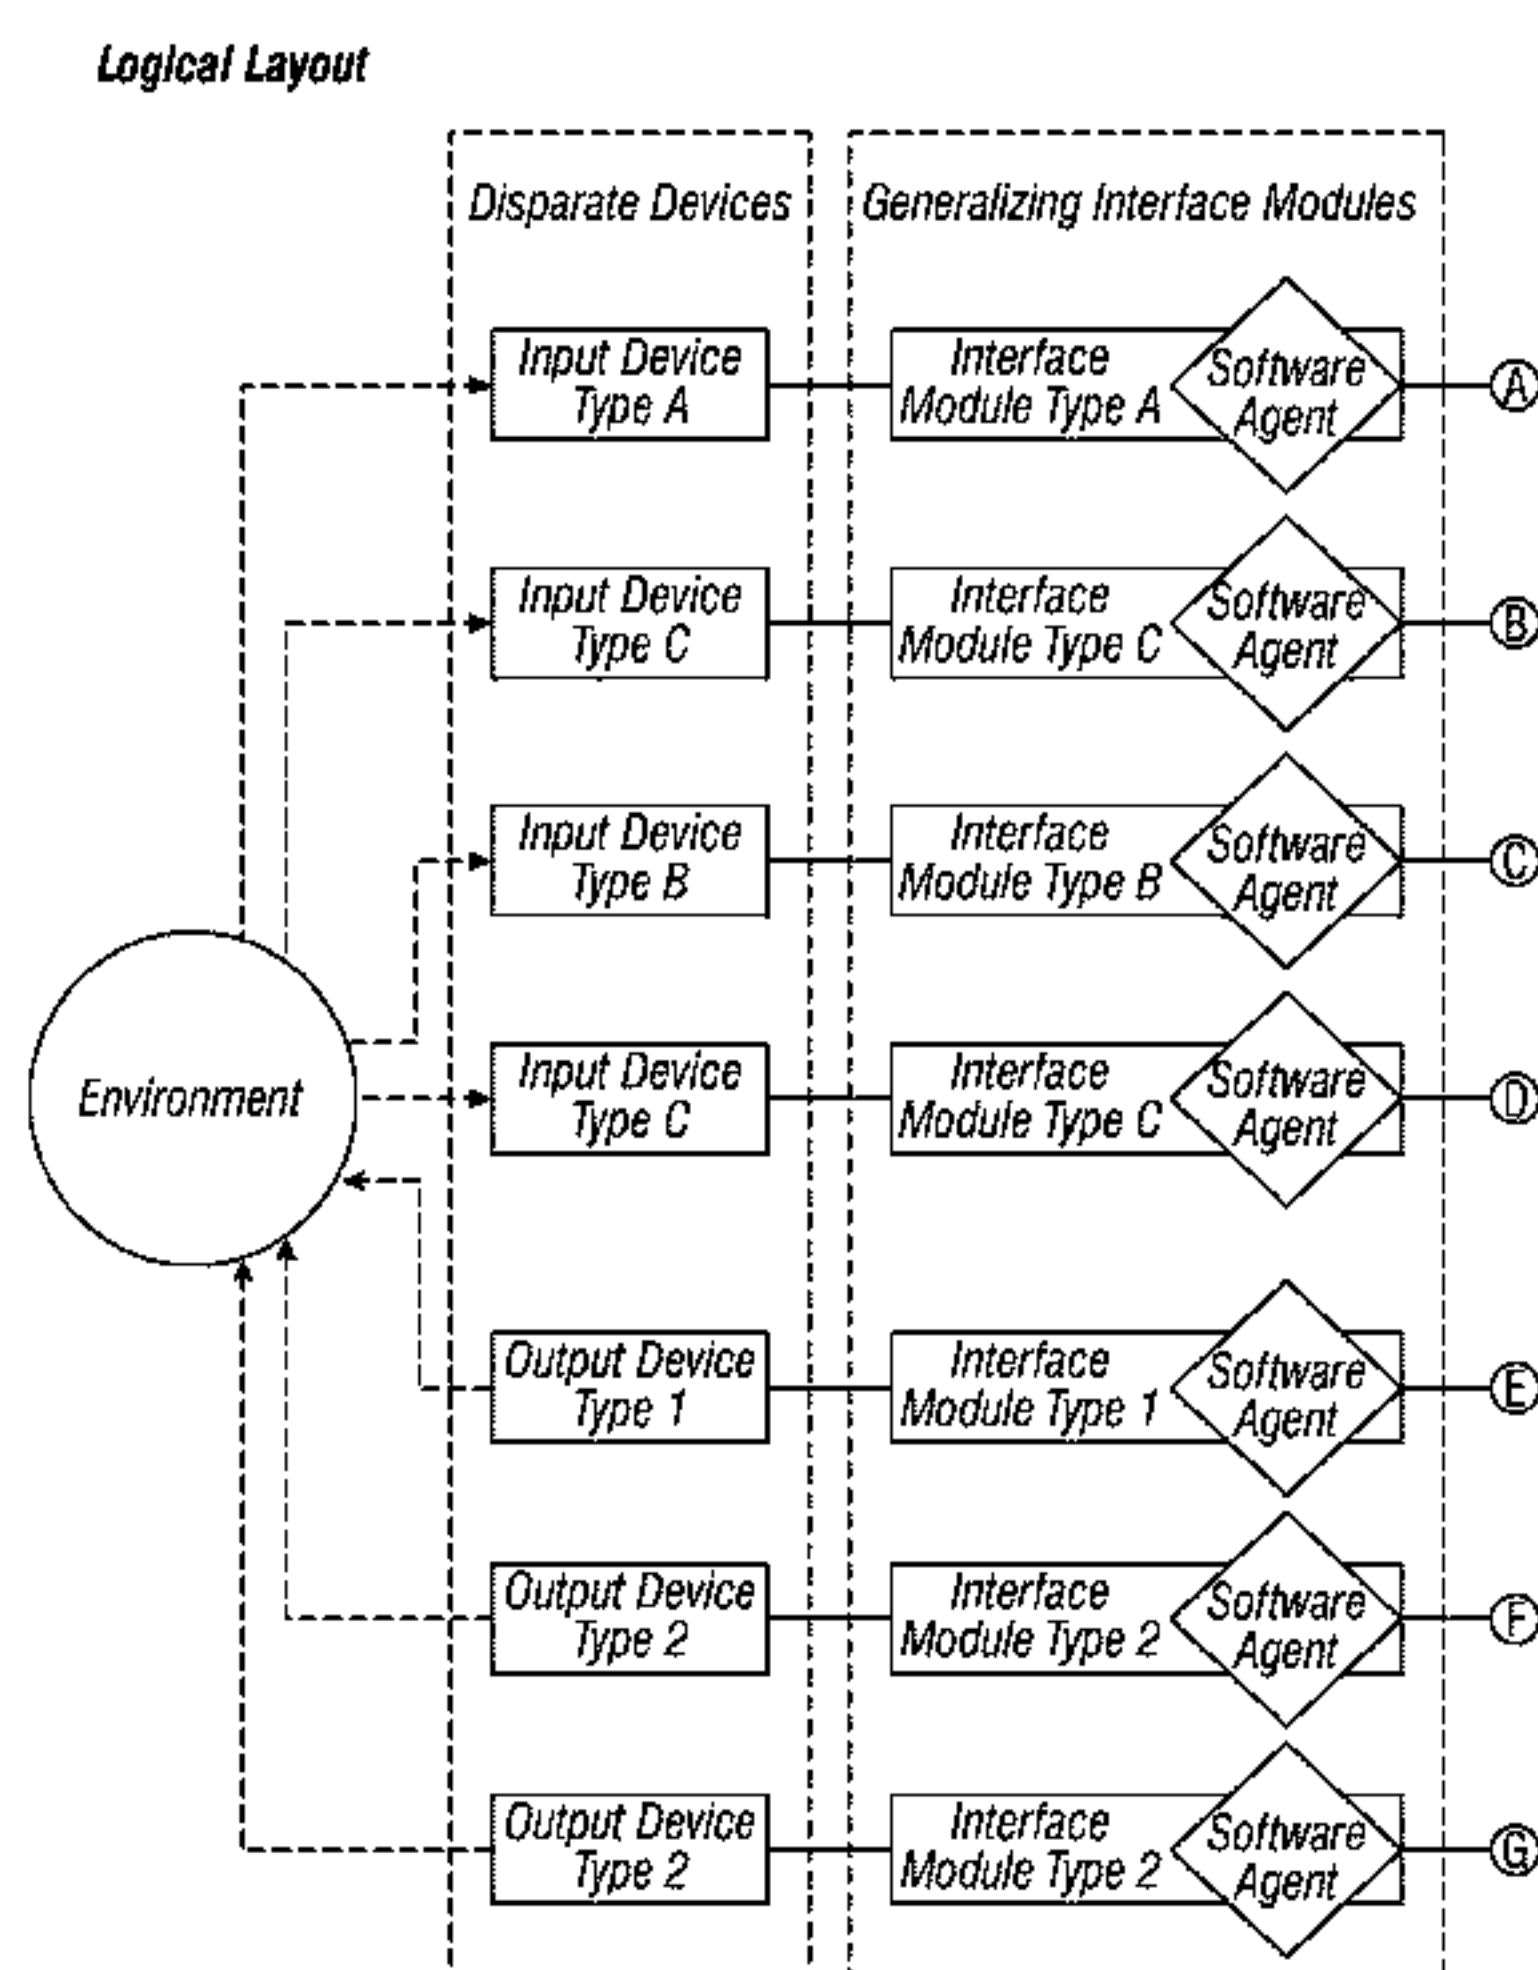 Logical Layout
Disparate Devices
Generalizing Interface Modules
Input Device
Type A
Interface
Module Type A
Software
Agent
A
Input Device
Type C
Interface
Module Type C
Software
Agent
B
Input Device
Type B
Interface
Module Type B
Software
Agent
C
Environment
Input Device
Type C
Interface
Module Type C
Software
Agent
D
Output Device
Type 1
Interface
Module Type 1
Software
Agent
E
Output Device
Type 2
Interface
Module Type 2
Software
Agent
F
Output Device
Type 2
Interface
Module Type 2
Software
Agent
G